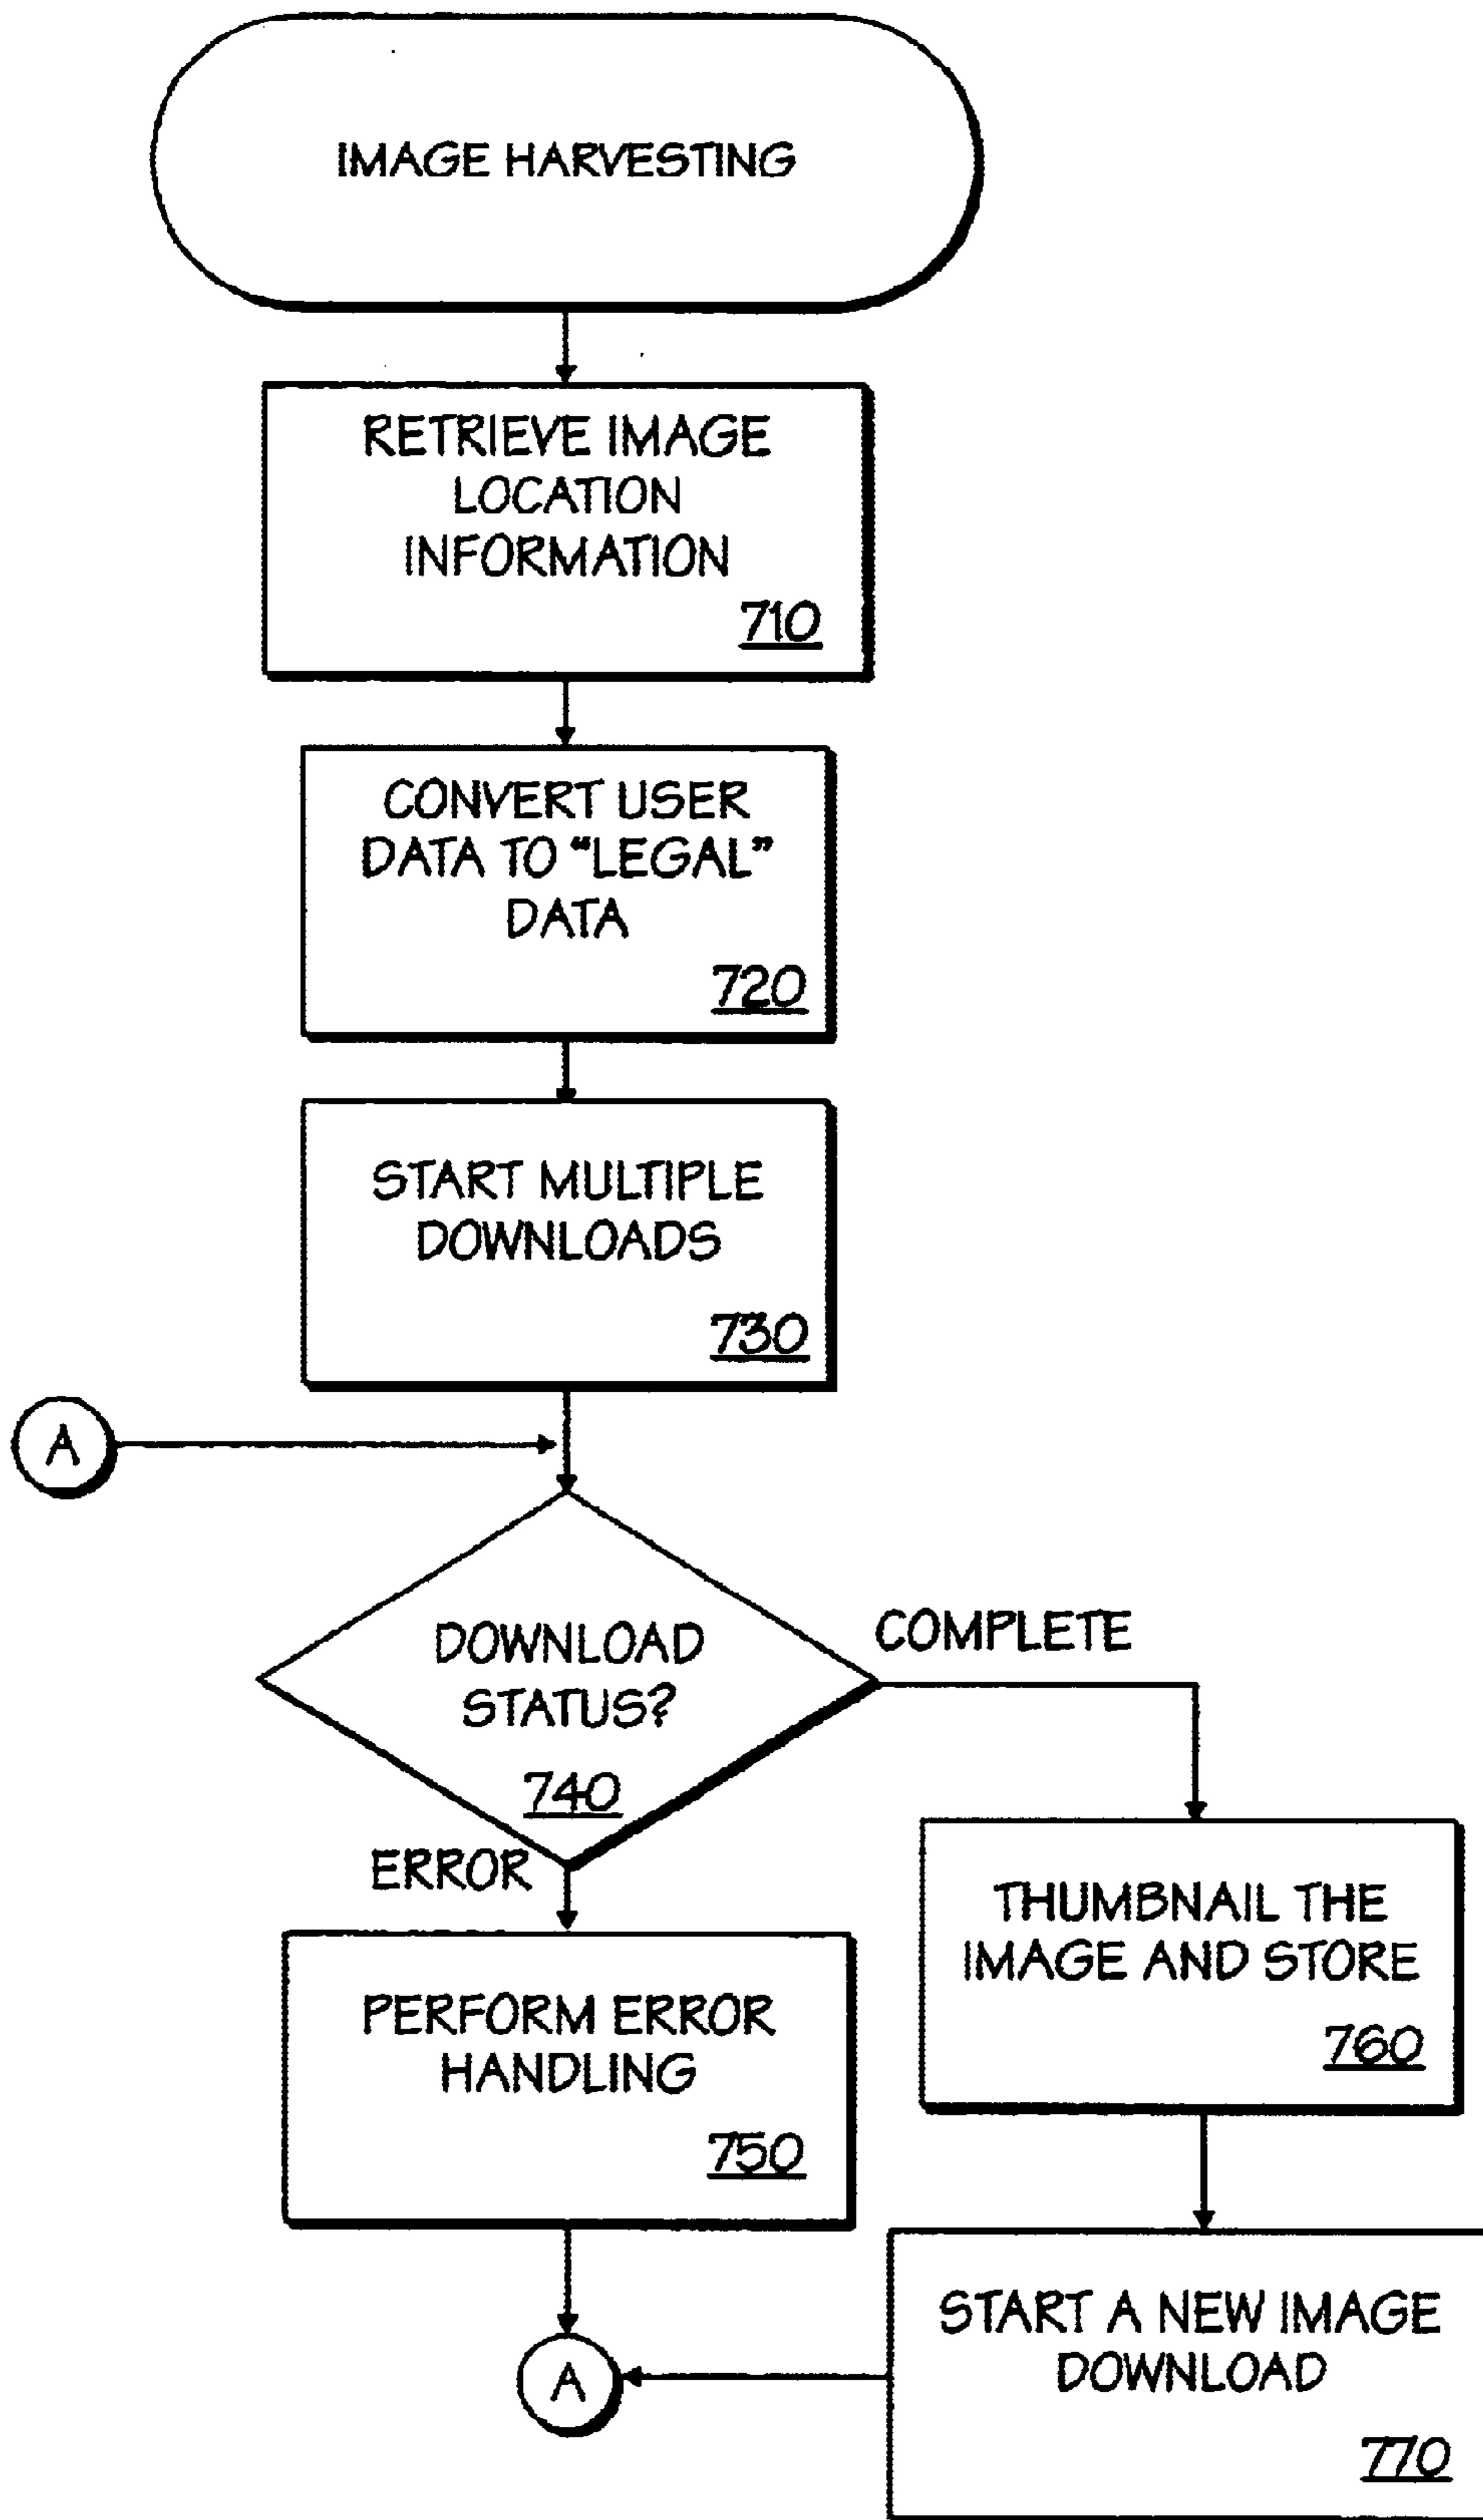 IMAGE HARVESTING
RETRIEVE IMAGE
LOCATION
INFORMATION
710
CONVERT USER
DATA TO “LEGAL”
DATA
720
START MULTIPLE
DOWNLOADS
730
A
DOWNLOAD
STATUS?
740
COMPLETE
ERROR
PERFORM ERROR
HANDLING
750
THUMBNAIL THE
IMAGE AND STORE
760
START A NEW IMAGE
DOWNLOAD
770
A